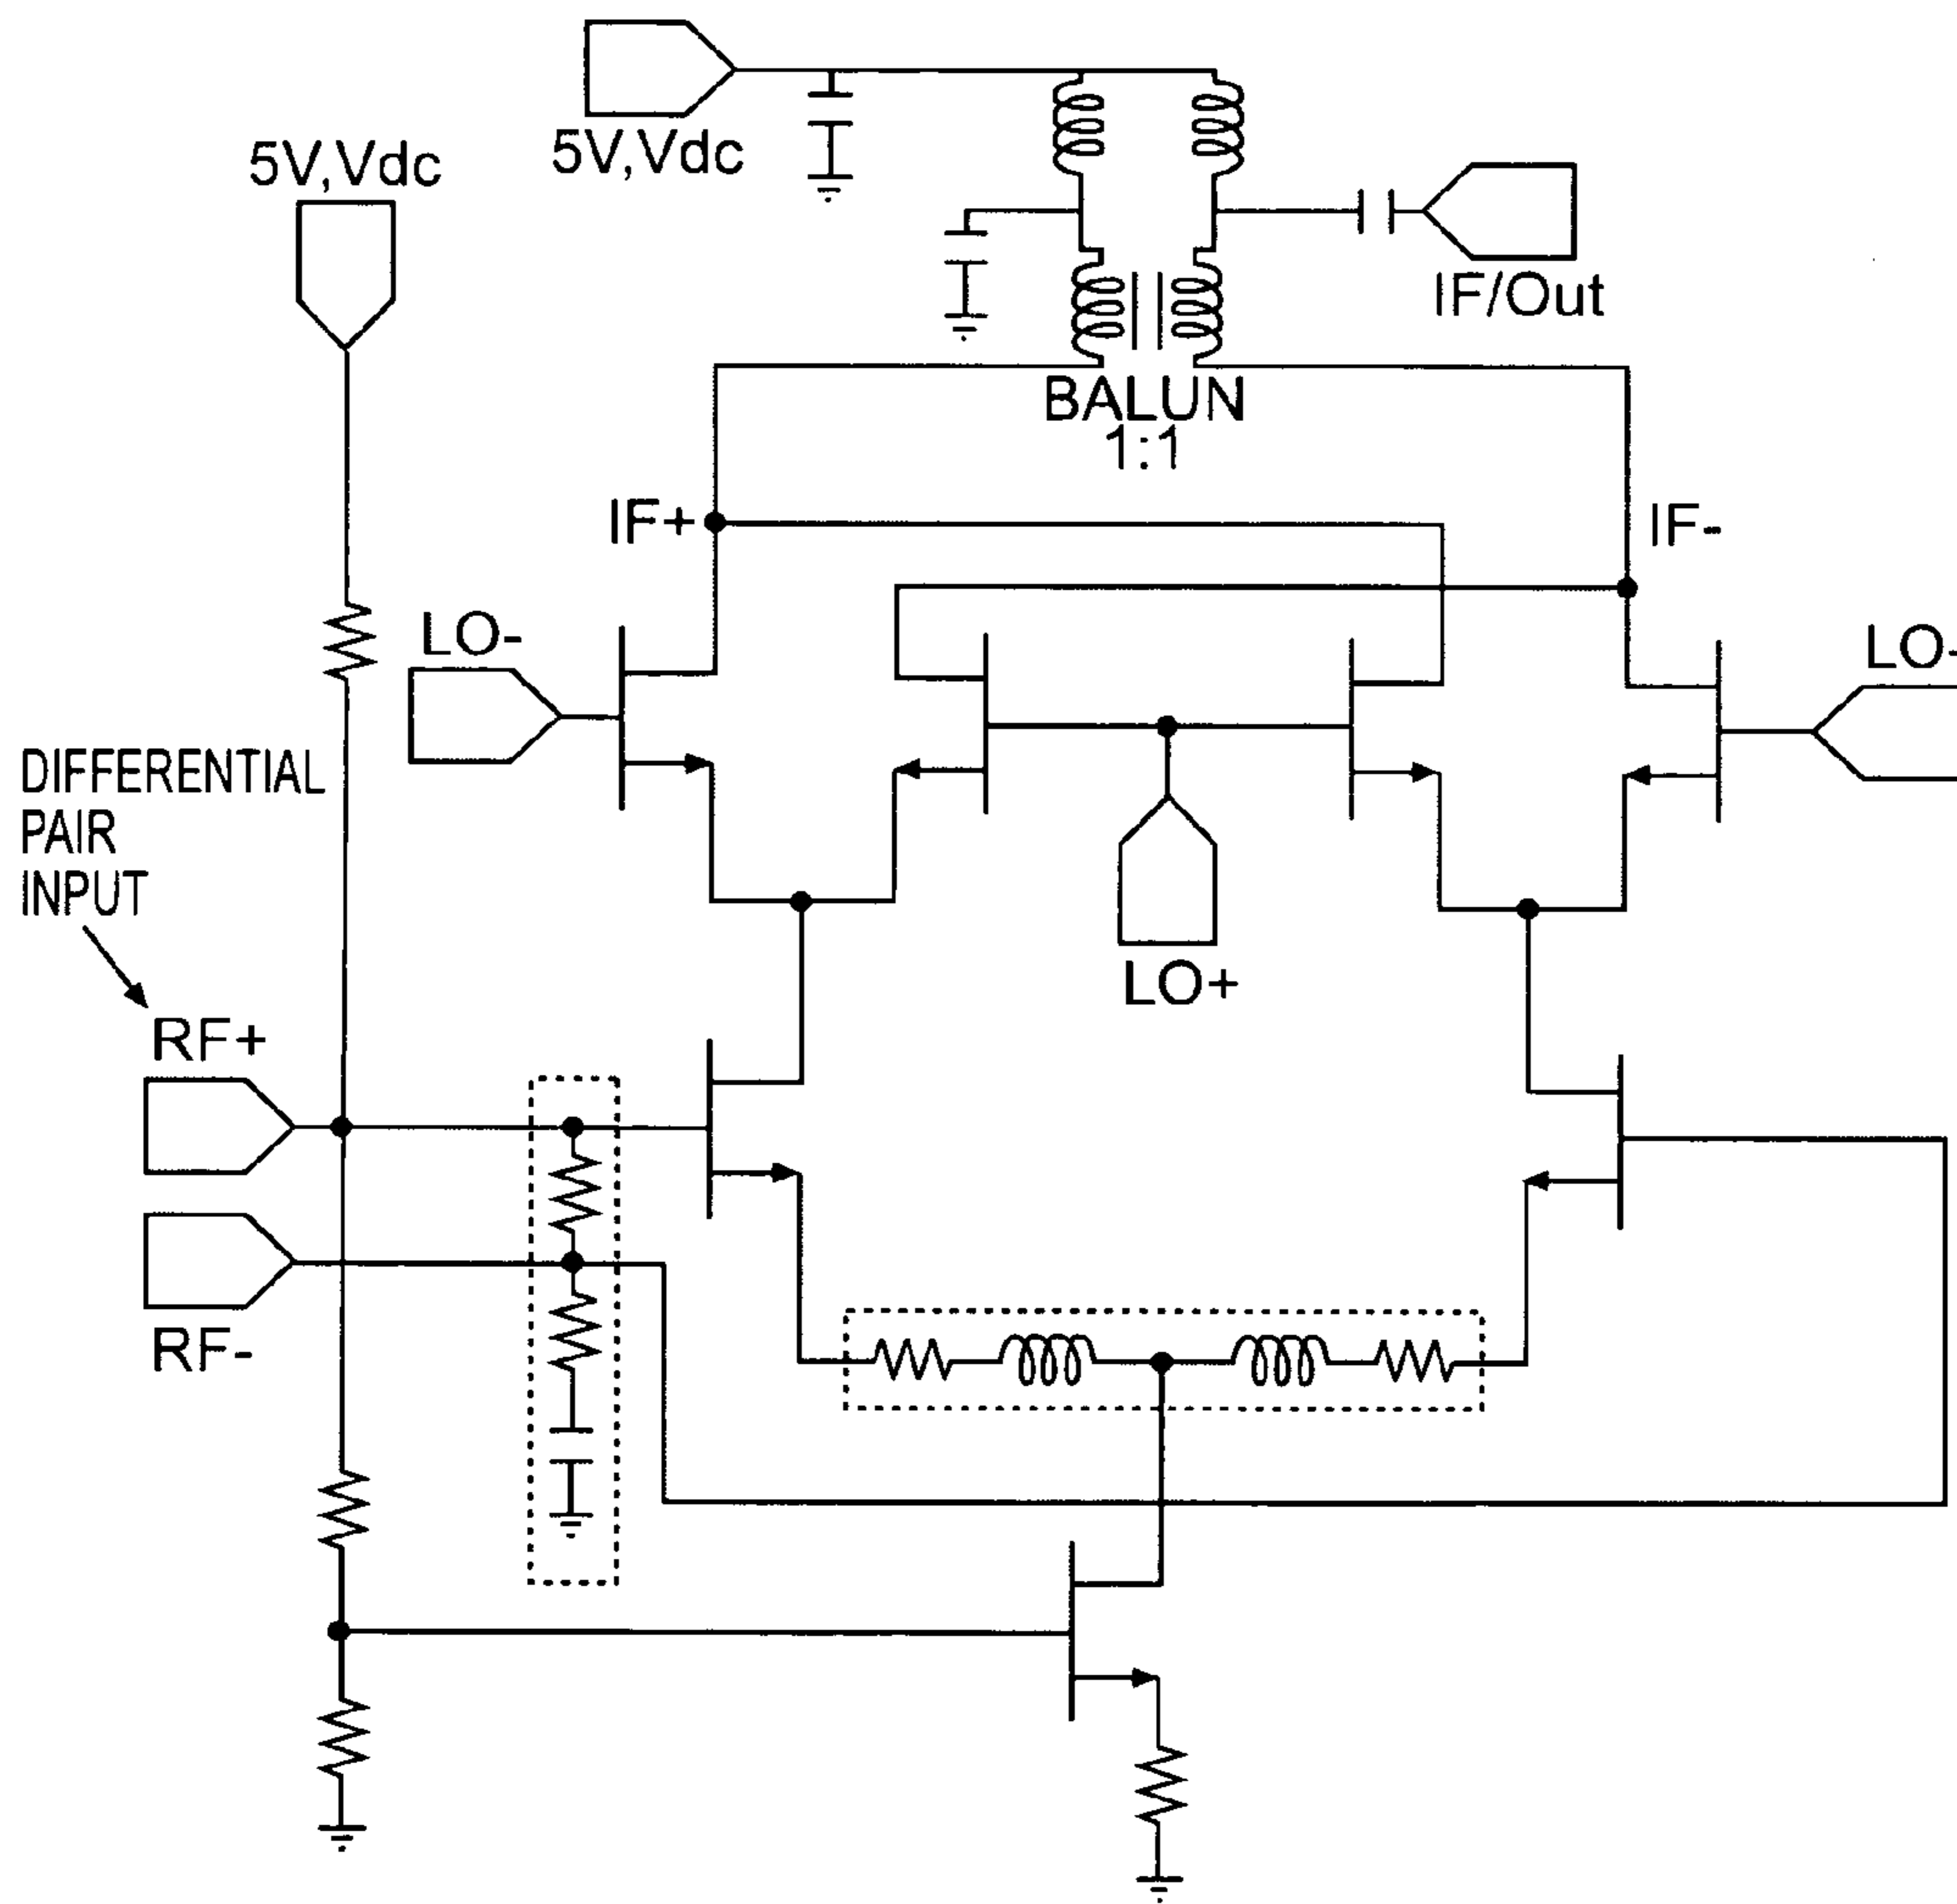 5V,Vdc
5V,Vdc
IF/Out
BALUN
1:1
IF+
IF-
LO-
LO-
DIFFERENTIAL
PAIR
INPUT
LO+
RF+
RF-